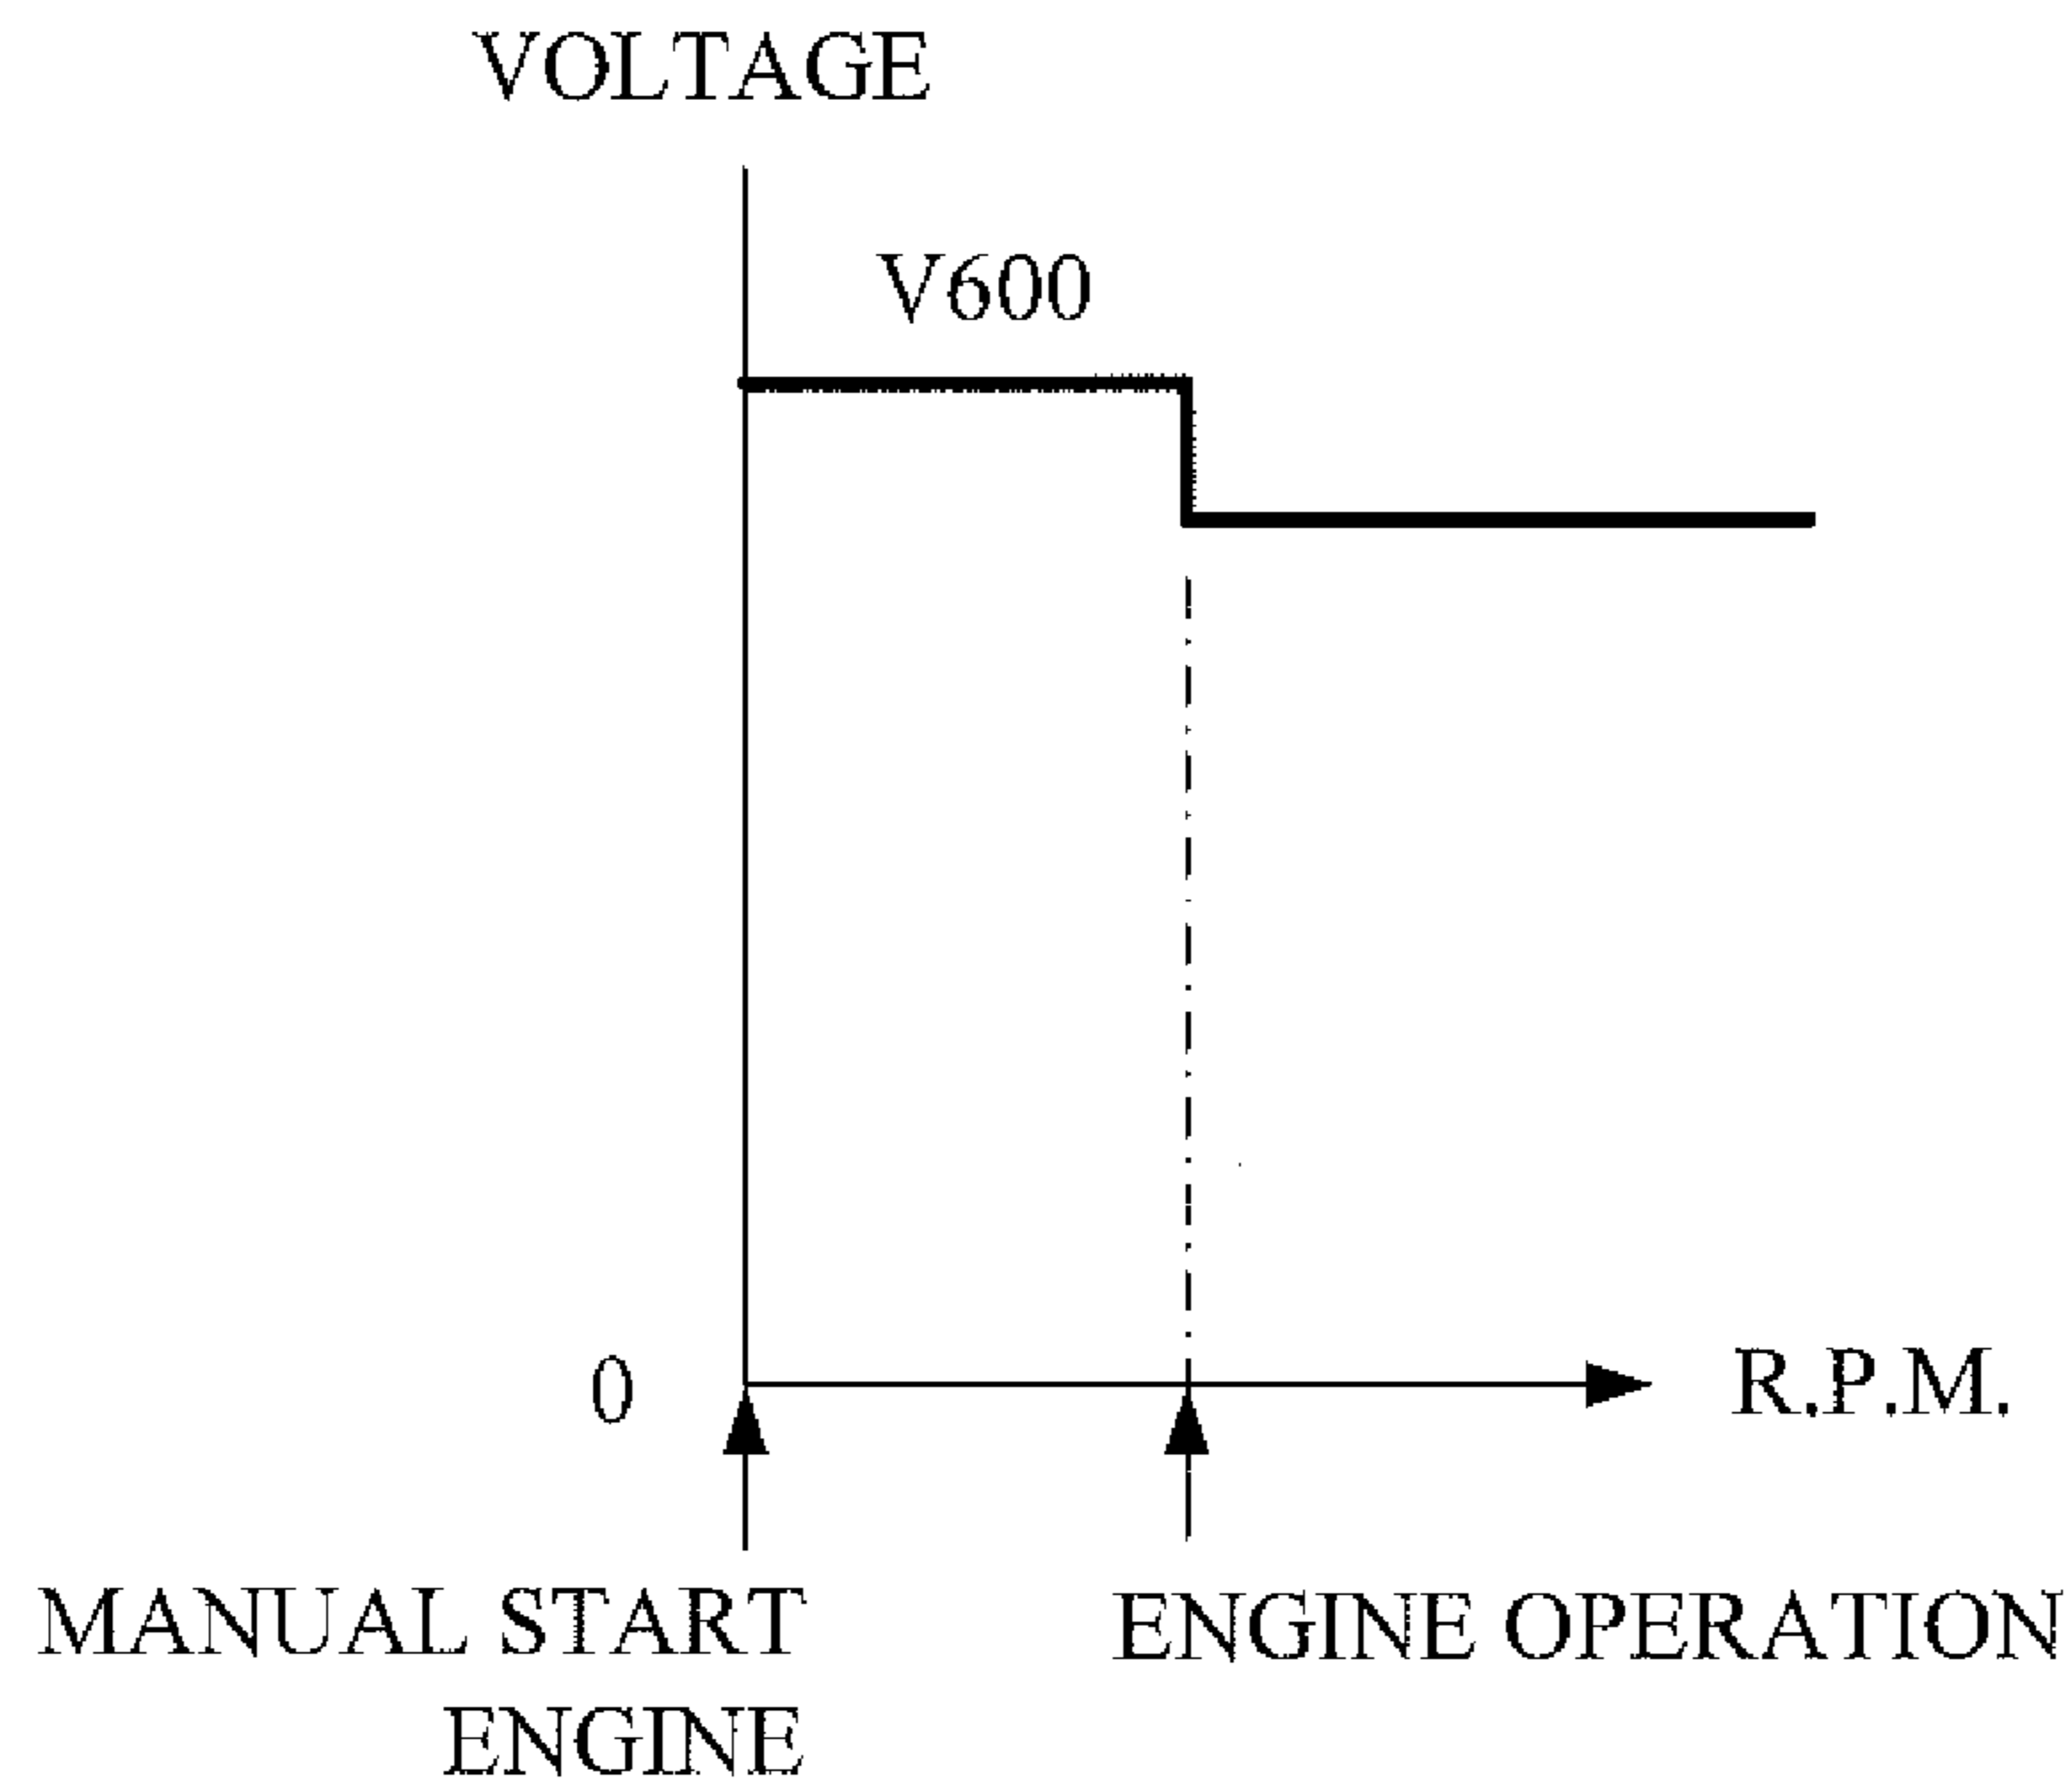 VOLTAGE
V600
0
R.P.M.
MANUAL START
ENGINE
ENGINE OPERATION